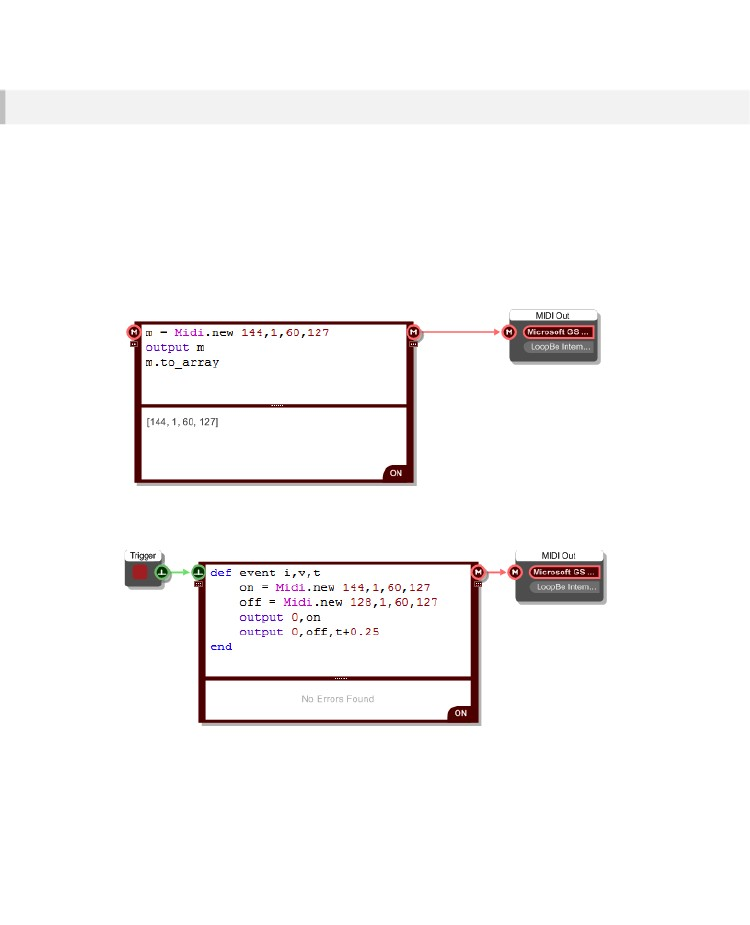 MIDI Out
Microsoft GS ...
LoopBe Intern...
m = Midi.new 144,1,60,127
output m
m.to_array
[144, 1, 60, 127]
ON
Trigger
MIDI Out
Microsoft GS ...
LoopBe Intern...
def event i,v,t
    on = Midi.new 144,1,60,127
    off = Midi.new 128,1,60,127
    output 0,on
    output 0,off,t+0.25
end
No Errors Found
ON
M
M
M
M
M